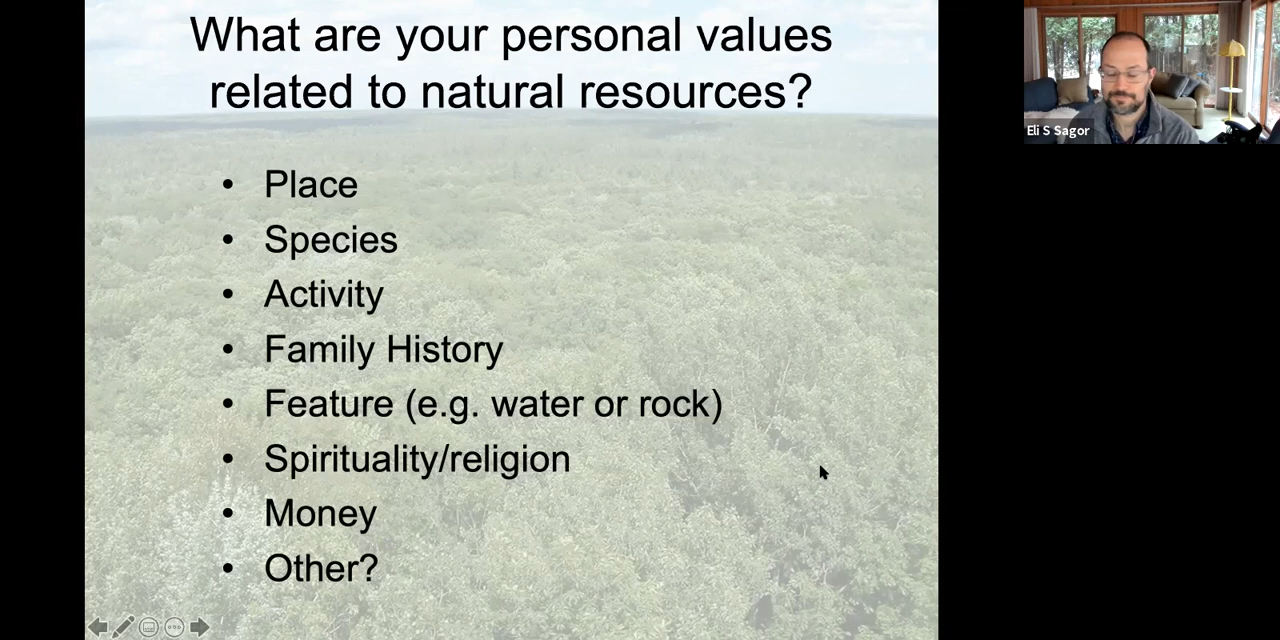 What are your personal values
related to natural resources?
• Place
• Species
• Activity
• Family History
• Feature (e.g. water or rock)
• Spirituality/religion
• Money
• Other?
Eli S Sagor